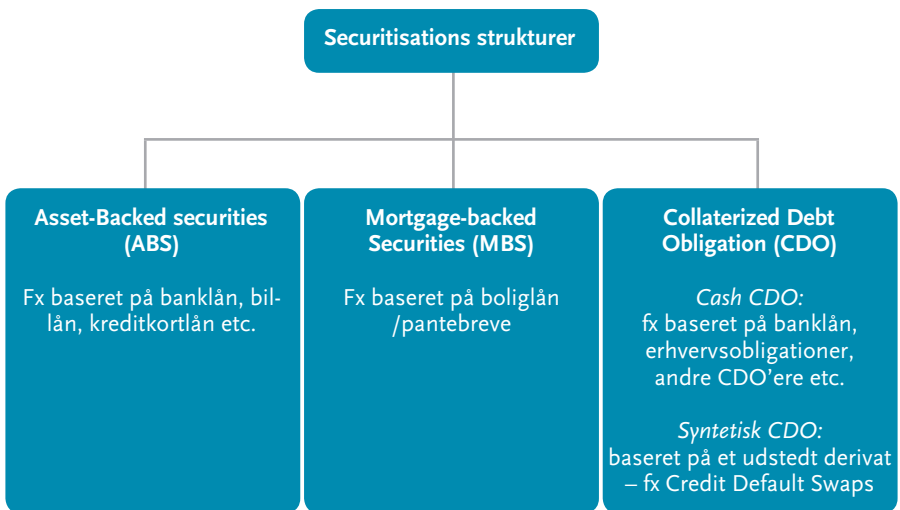 Securitisations strukturer
Asset-Backed securities
(ABS)
Fx baseret på banklån, bil-
lån, kreditkortlån etc.
Mortgage-backed
Securities (MBS)
Fx baseret på boliglån
/pantebreve
Collaterized Debt
Obligation (CDO)
Cash CDO:
fx baseret på banklån,
erhvervsobligationer,
andre CDO’ere etc.
Syntetisk CDO:
baseret på et udstedt derivat
– fx Credit Default Swaps